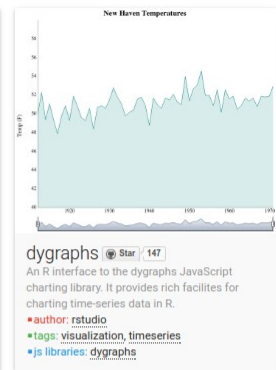 New Haven Temperatures
58
56
54
52
50
48
46
44
42
40
Temp (F)
1920
1930
1940
1950
1960
1970
dygraphs Star 147
An R interface to the dygraphs JavaScript
charting library. It provides rich facilites for
charting time-series data in R.
author: rstudio
tags: visualization, timeseries
js libraries: dygraphs